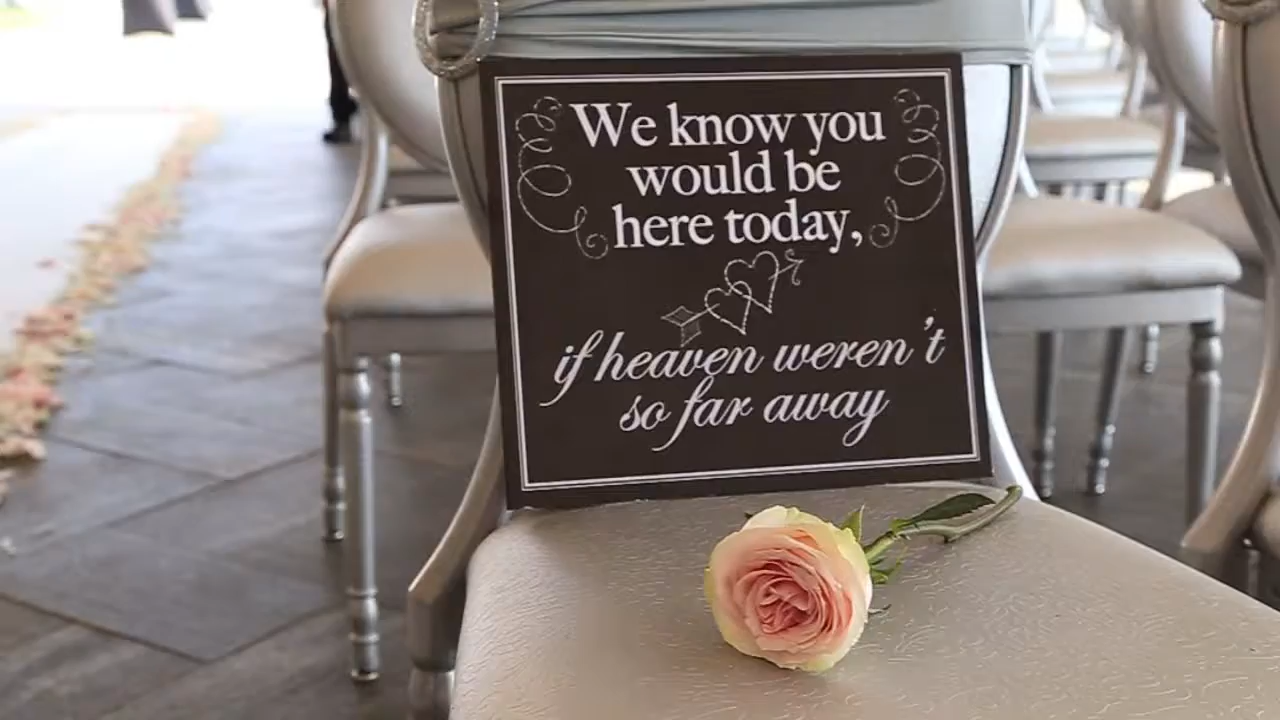 We know you
would be
here today,
if heaven weren't
so far away